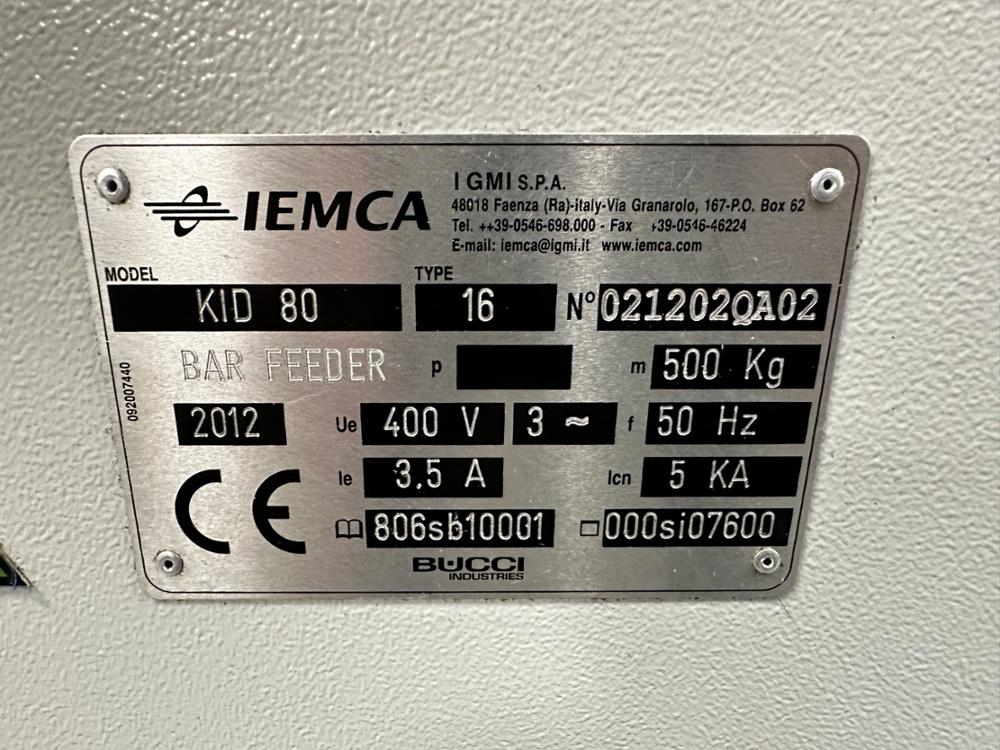 IEMCA
I GMI S.P.A.
48018 Faenza (Ra)-italy-Via Granarolo, 167-P.O. Box 62
Tel. ++39-0546-698.000 - Fax +39-0546-46224
E-mail: iemca@igmi.it www.iemca.com
MODEL TYPE
KID 80 16 N° 021202QA02
BAR FEEDER p m 500 Kg
092007440
2012 Ue 400 V 3 ~ f 50 Hz
CE Ie 3.5 A Icn 5 KA
806sb10001 000si07600
BUCCI
INDUSTRIES